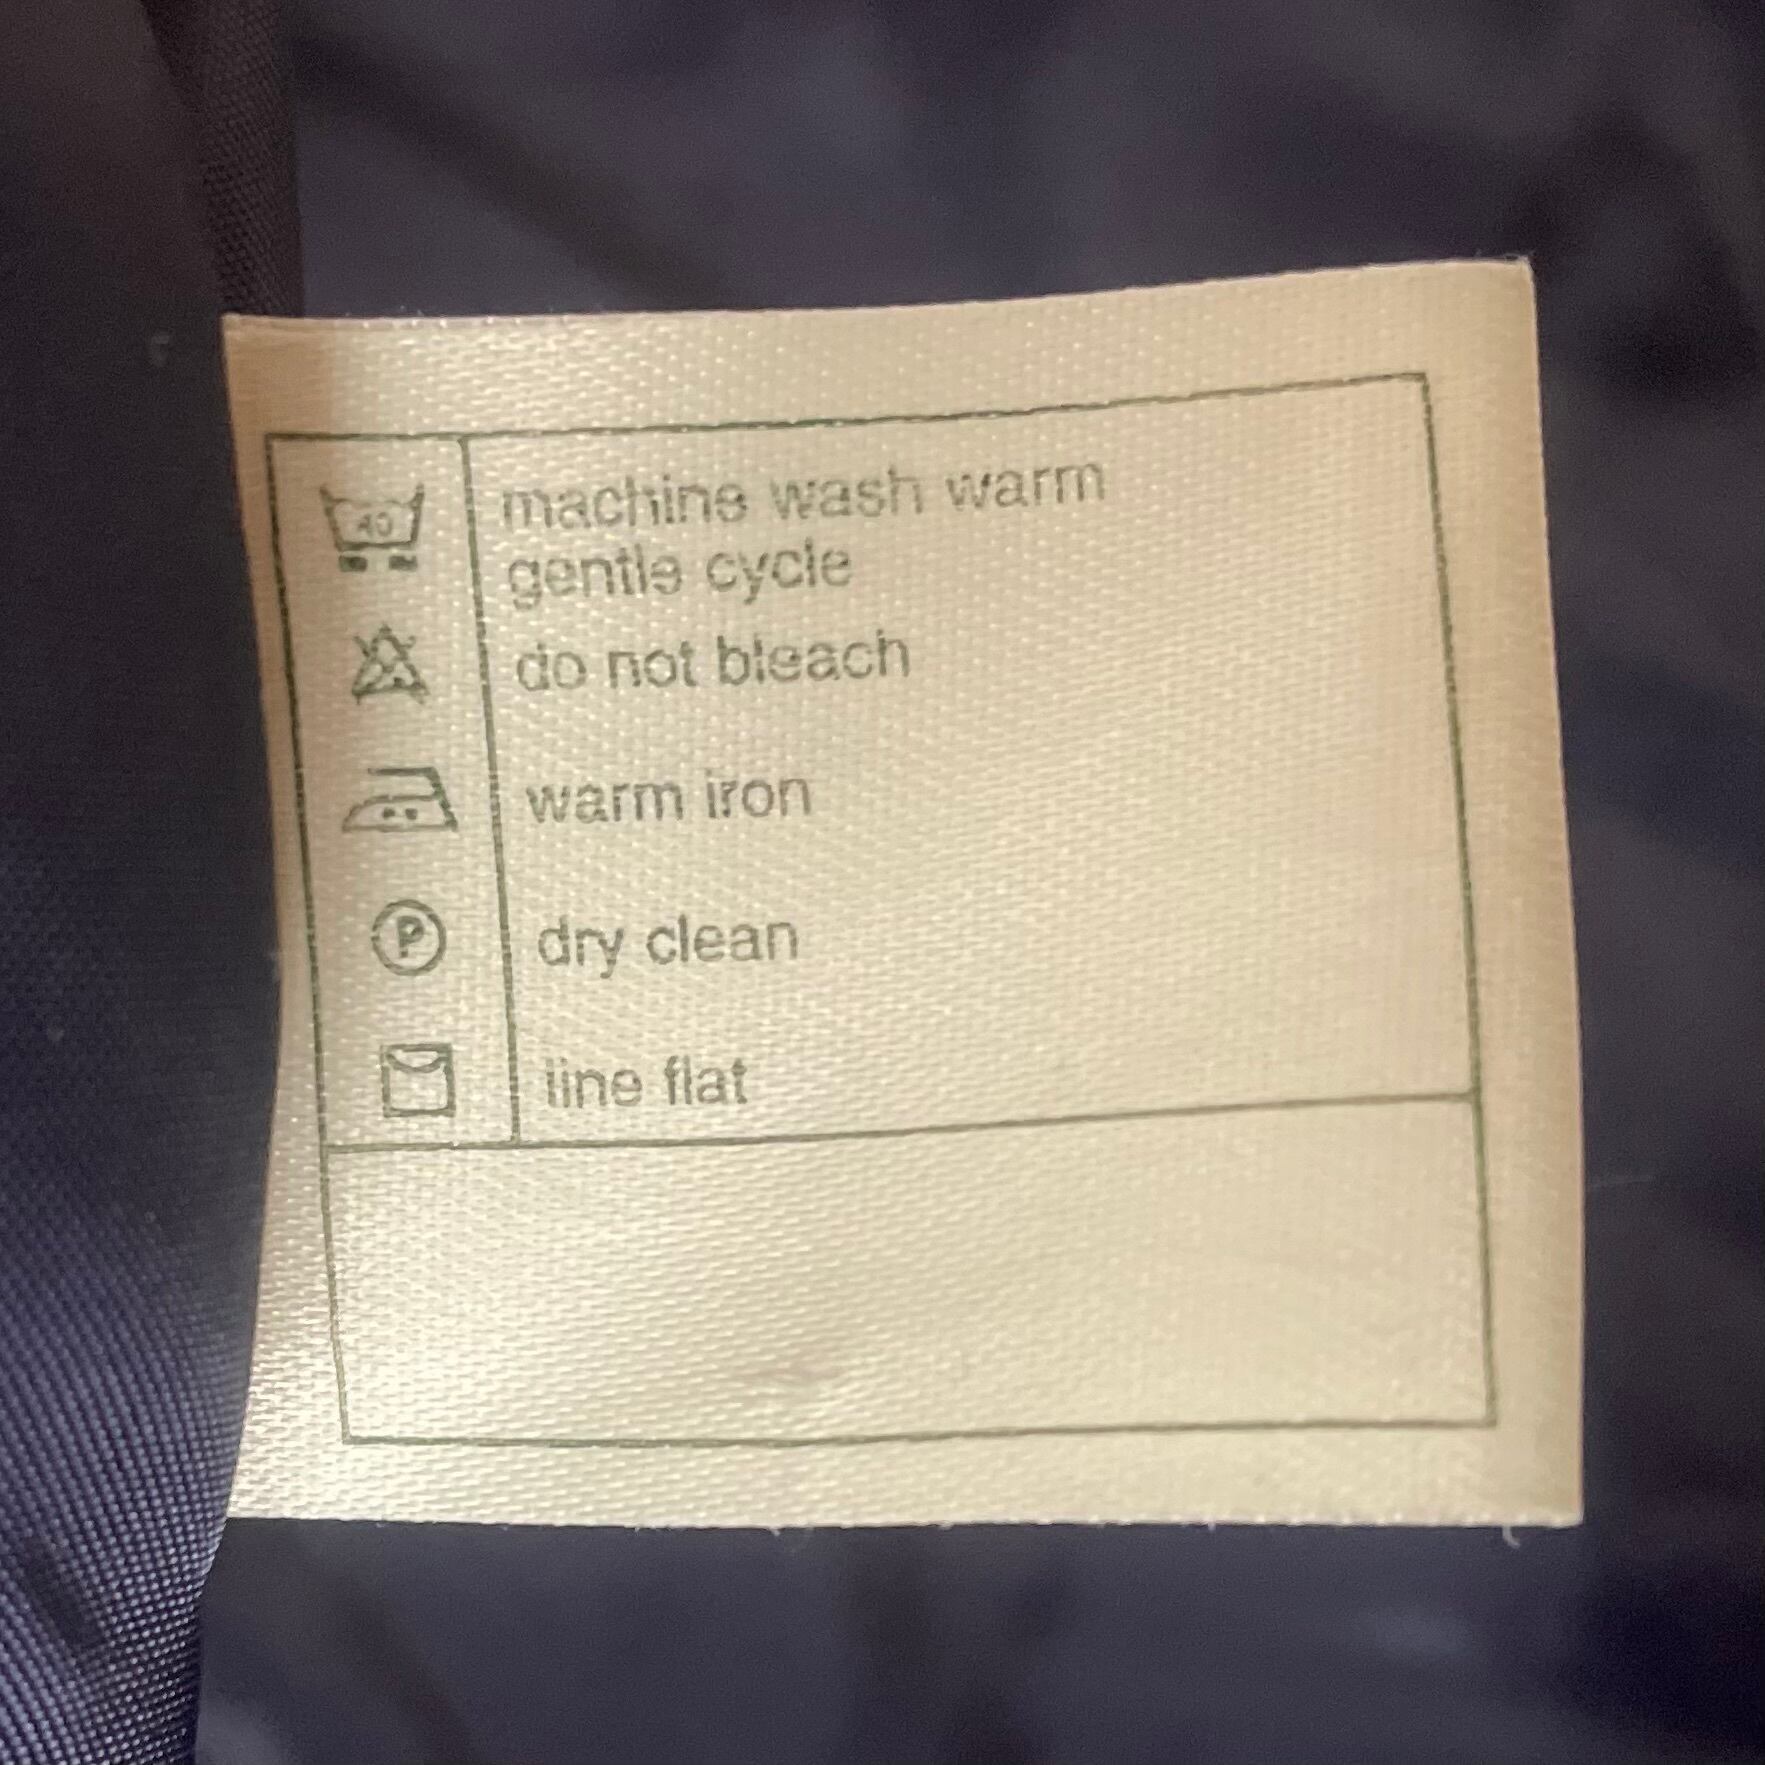 40 machine wash warm
gentle cycle
do not bleach
warm iron
P dry clean
line flat